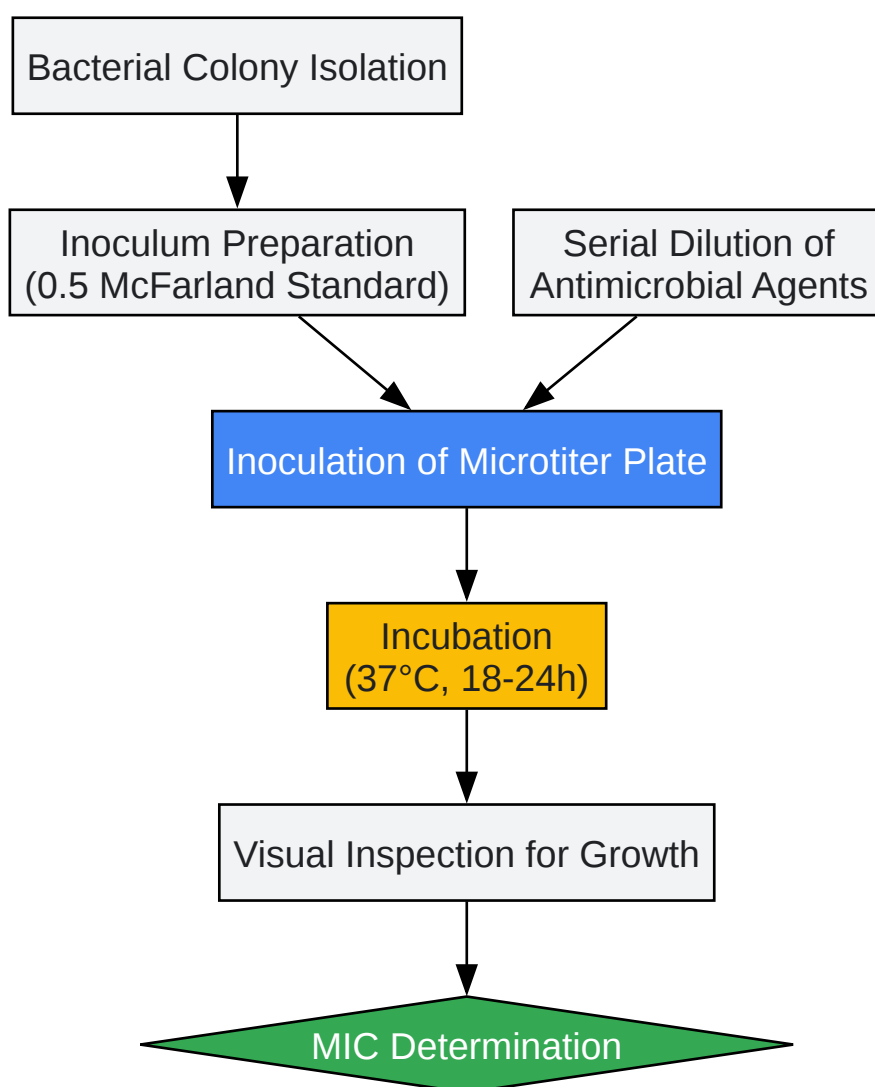 Bacterial Colony Isolation
Inoculum Preparation
(0.5 McFarland Standard)
Serial Dilution of
Antimicrobial Agents
Inoculation of Microtiter Plate
Incubation
(37°C, 18-24h)
Visual Inspection for Growth
MIC Determination